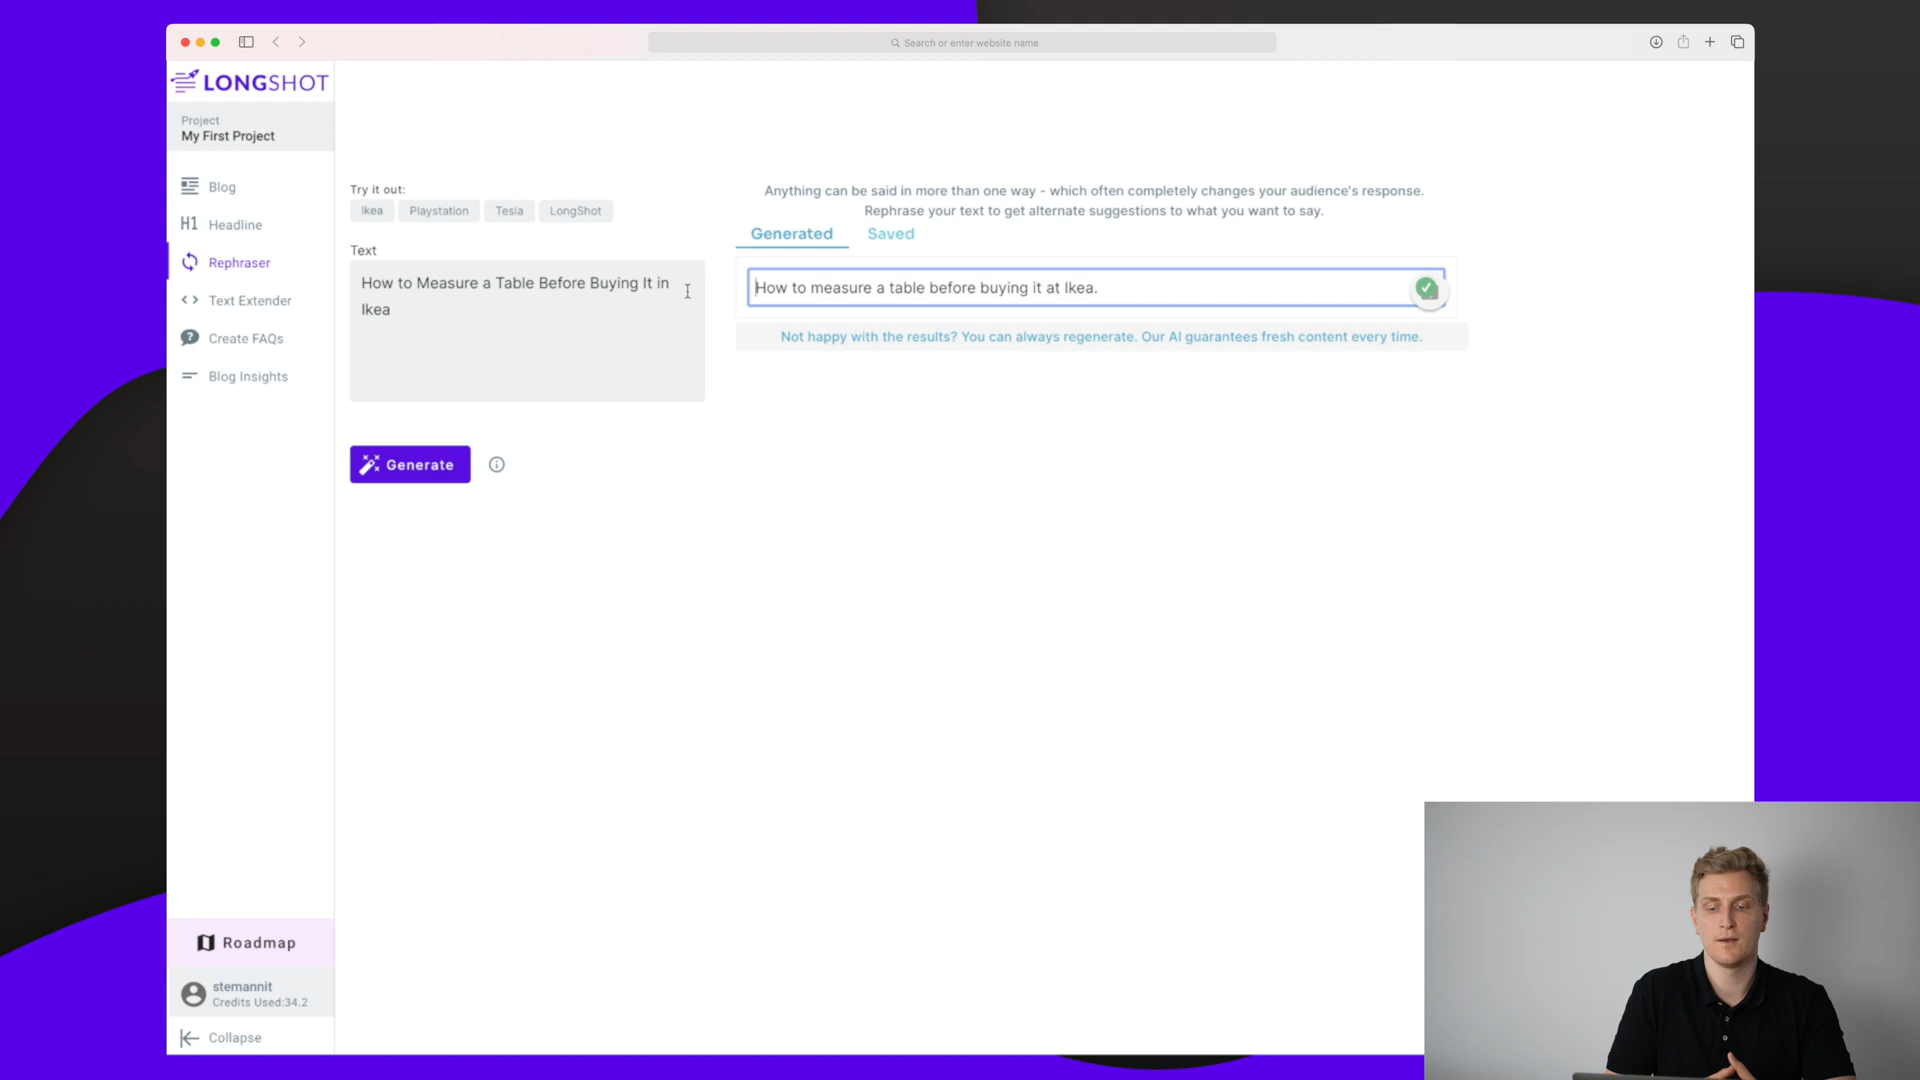 Search or enter website name
LONGSHOT
Project
My First Project
Blog
H1 Headline
Rephraser
Text Extender
Create FAQs
Blog Insights
Roadmap
stemannit
Credits Used:34.2
Collapse
Try it out:
Ikea Playstation Tesla LongShot
Text
How to Measure a Table Before Buying It in
Ikea
Generate
Anything can be said in more than one way - which often completely changes your audience's response.
Rephrase your text to get alternate suggestions to what you want to say.
Generated Saved
How to measure a table before buying it at Ikea.
Not happy with the results? You can always regenerate. Our AI guarantees fresh content every time.